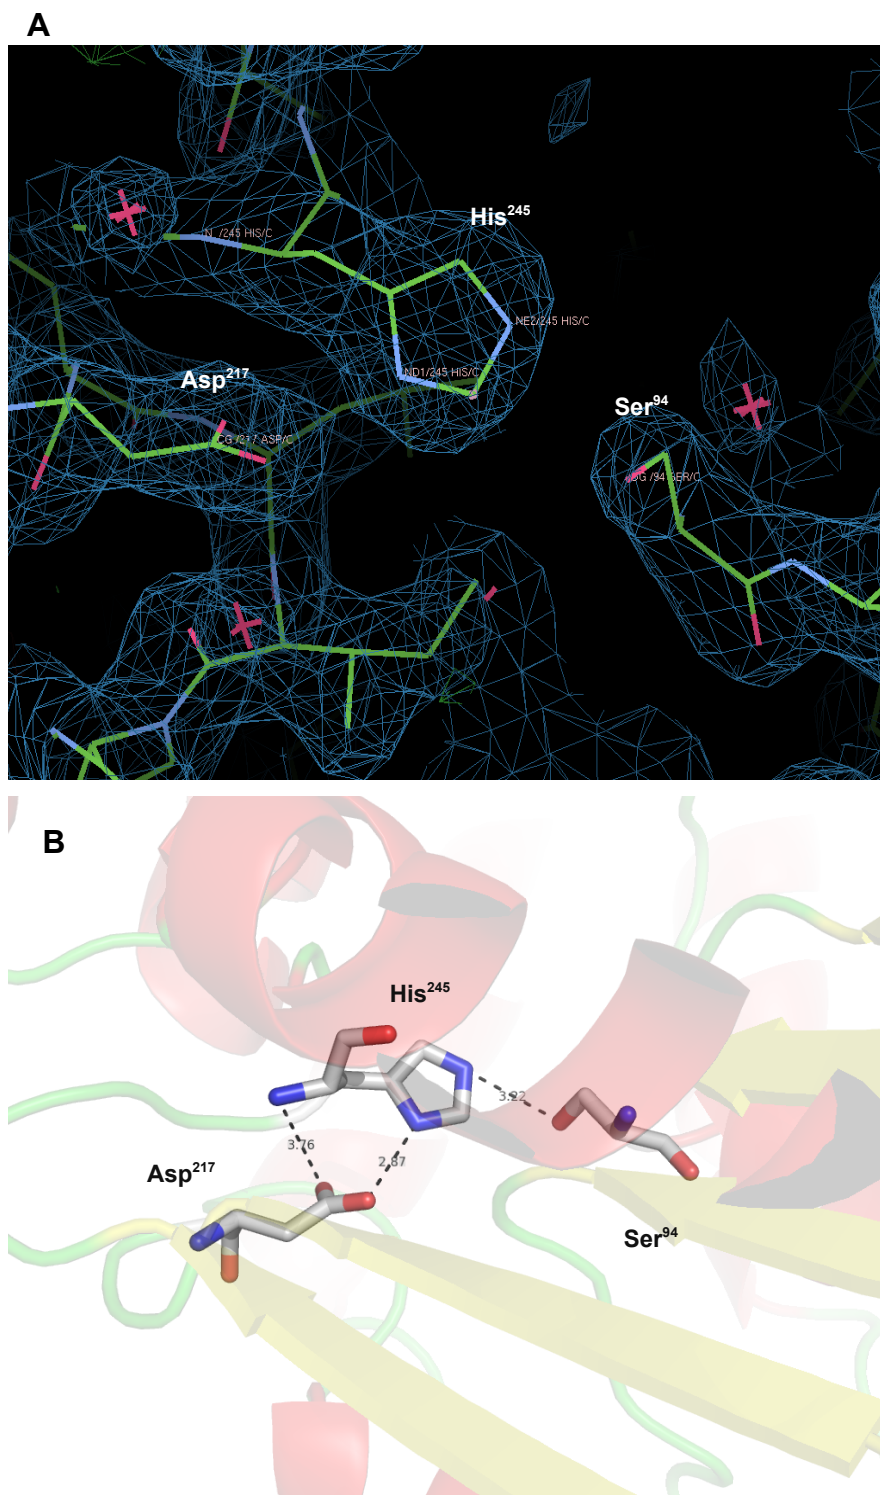 A
His245
N /245 HIS/C
NE2/245 HIS/C
ND1/245 HIS/C
Asp217
CG /217 ASP/C
Ser94
OG /94 SER/C
B
His245
3.22
3.76
2.87
Asp217
Ser94